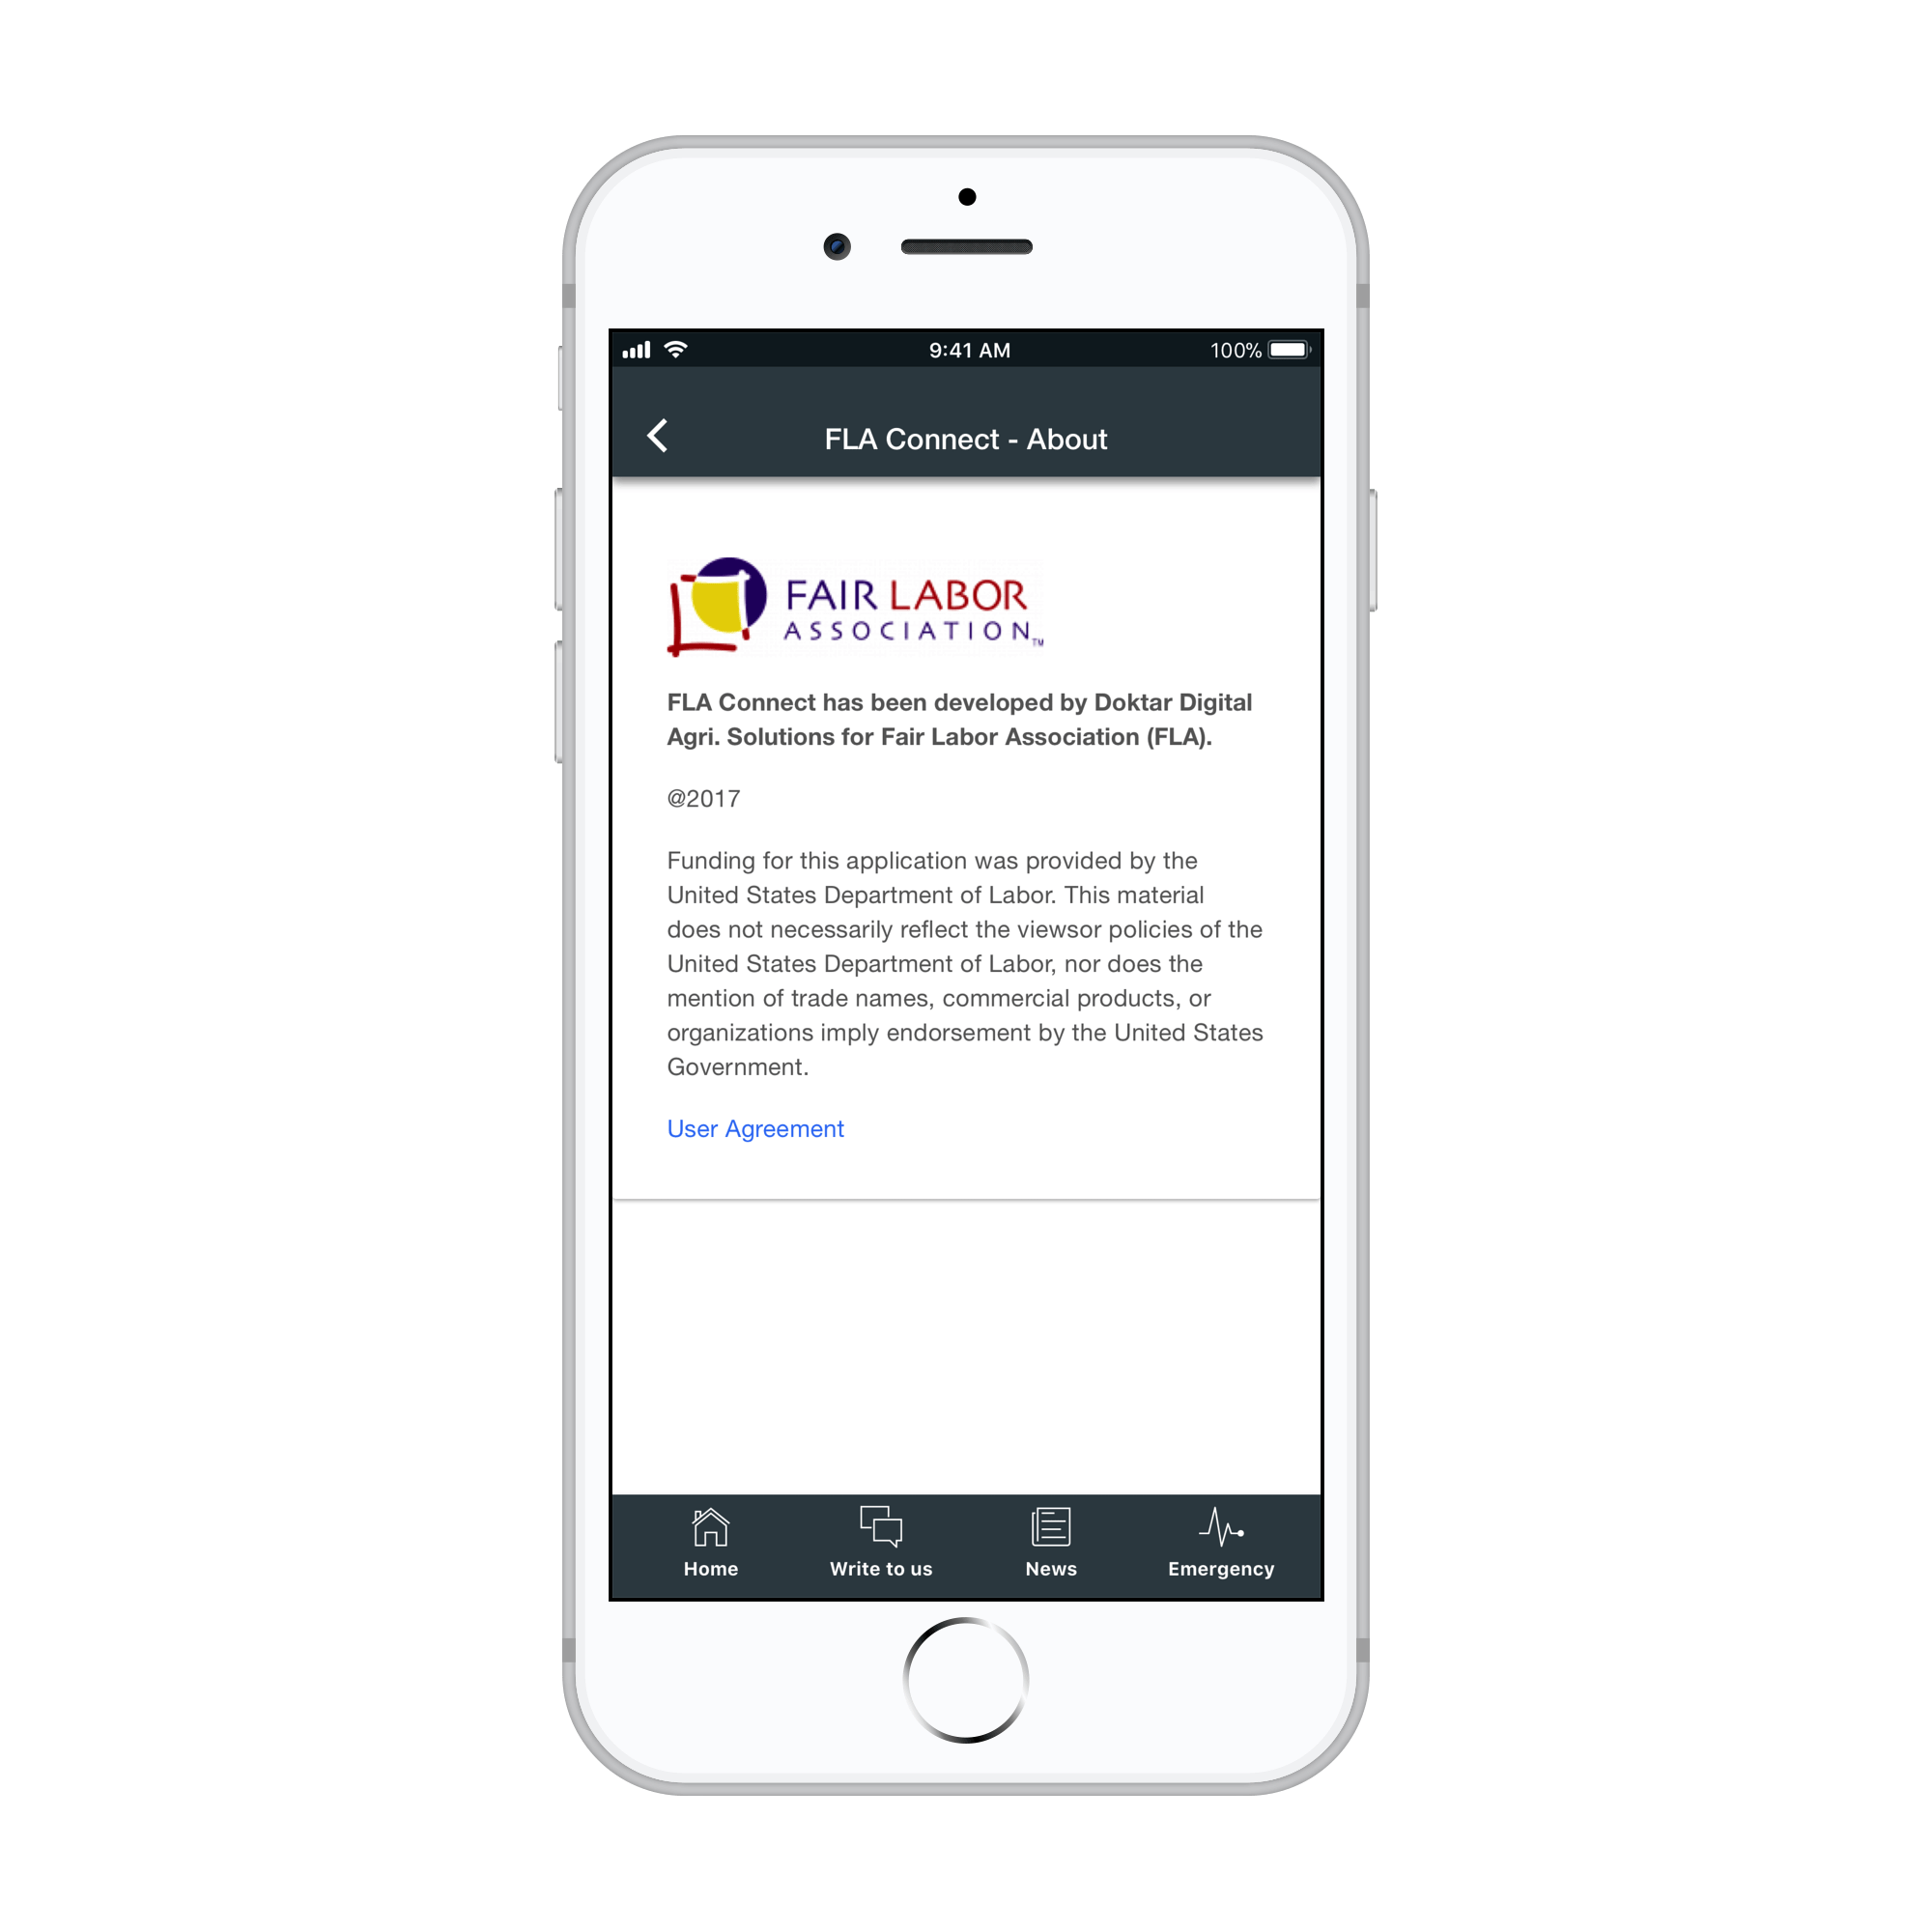 9:41 AM 100%
FLA Connect - About
FAIR LABOR
ASSOCIATION™
FLA Connect has been developed by Doktar Digital
Agri. Solutions for Fair Labor Association (FLA).
@2017
Funding for this application was provided by the
United States Department of Labor. This material
does not necessarily reflect the viewsor policies of the
United States Department of Labor, nor does the
mention of trade names, commercial products, or
organizations imply endorsement by the United States
Government.
User Agreement
Home Write to us News Emergency